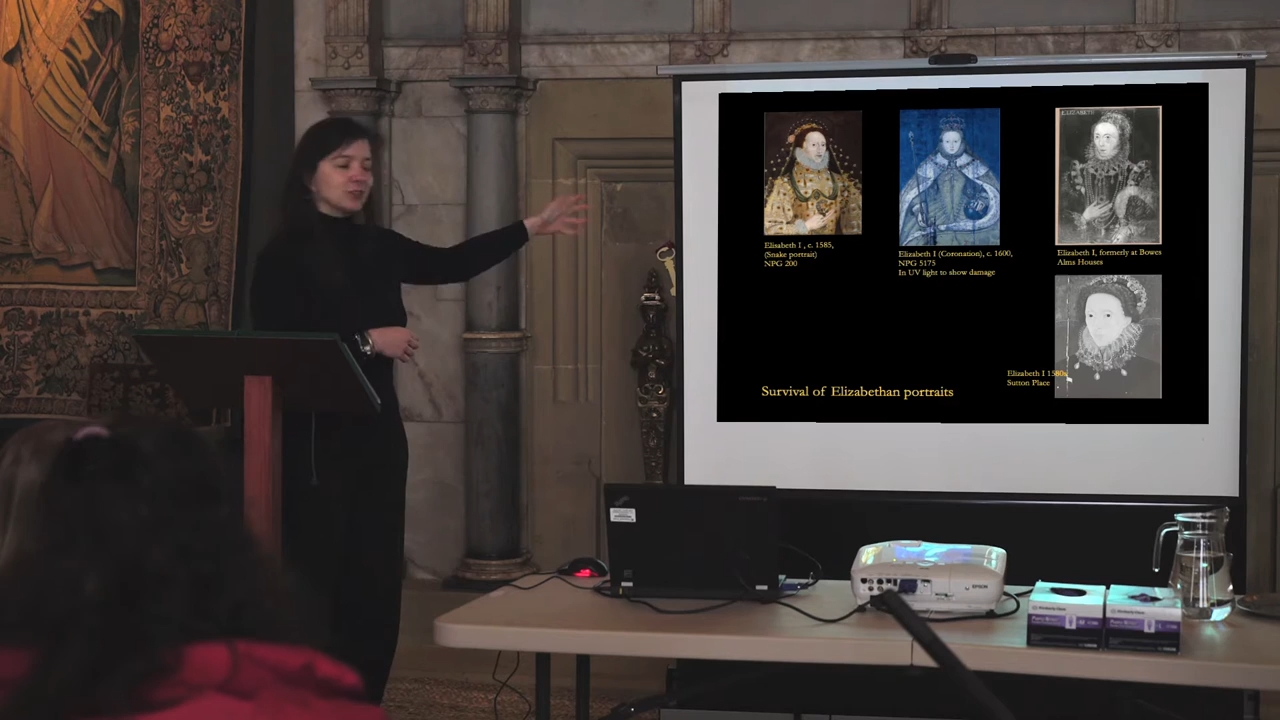 ELIZABETH
Elisabeth I , c. 1585,
(Snake portrait)
NPG 200
Elizabeth I (Coronation), c. 1600,
NPG 5175
In UV light to show damage
Elizabeth I, formerly at Bowes
Alms Houses
Elizabeth I 1580s
Sutton Place
Survival of Elizabethan portraits
EPSON